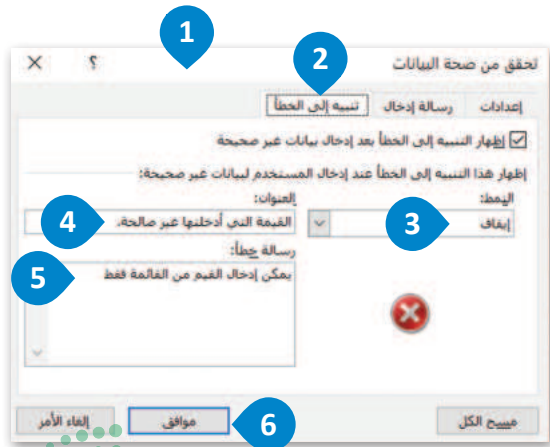 1
تحقق من صحة البيانات
؟
2
إعدادات
رسالة إدخال
تنبيه إلى الخطأ
إظهار التنبيه إلى الخطأ بعد إدخال بيانات غير صحيحة
إظهار هذا التنبيه إلى الخطأ عند إدخال المستخدم لبيانات غير صحيحة:
النمط:
العنوان:
إيقاف
3
القيمة التي أدخلتها غير صالحة.
4
رسالة خطأ:
يمكن إدخال القيم من القائمة فقط
5
مسح الكل
6
موافق
إلغاء الأمر